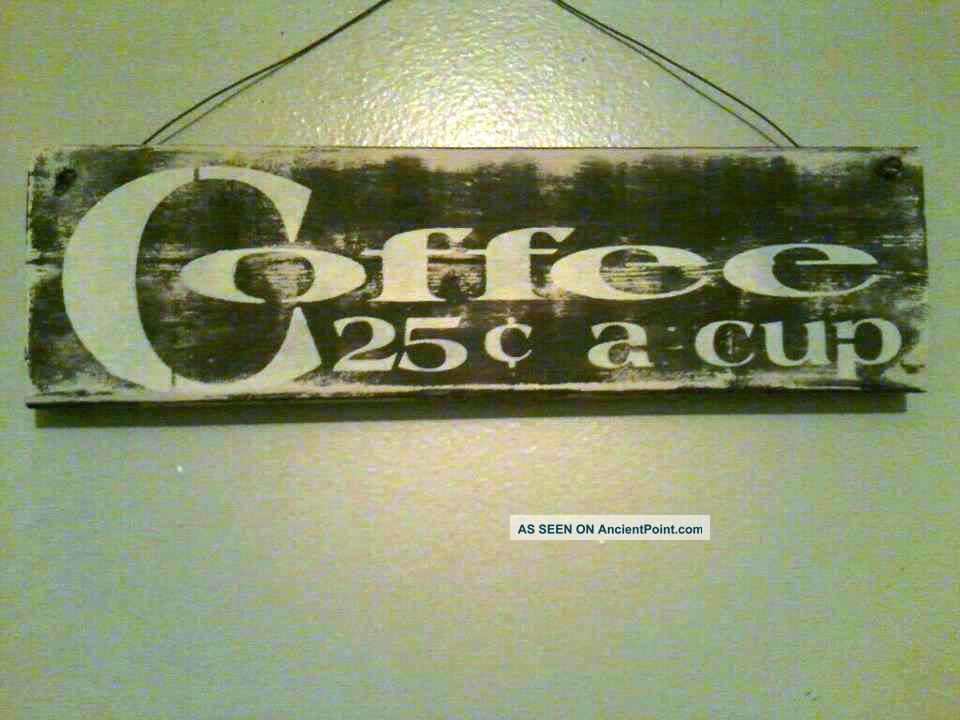 Coffee
25¢ a cup
AS SEEN ON AncientPoint.com